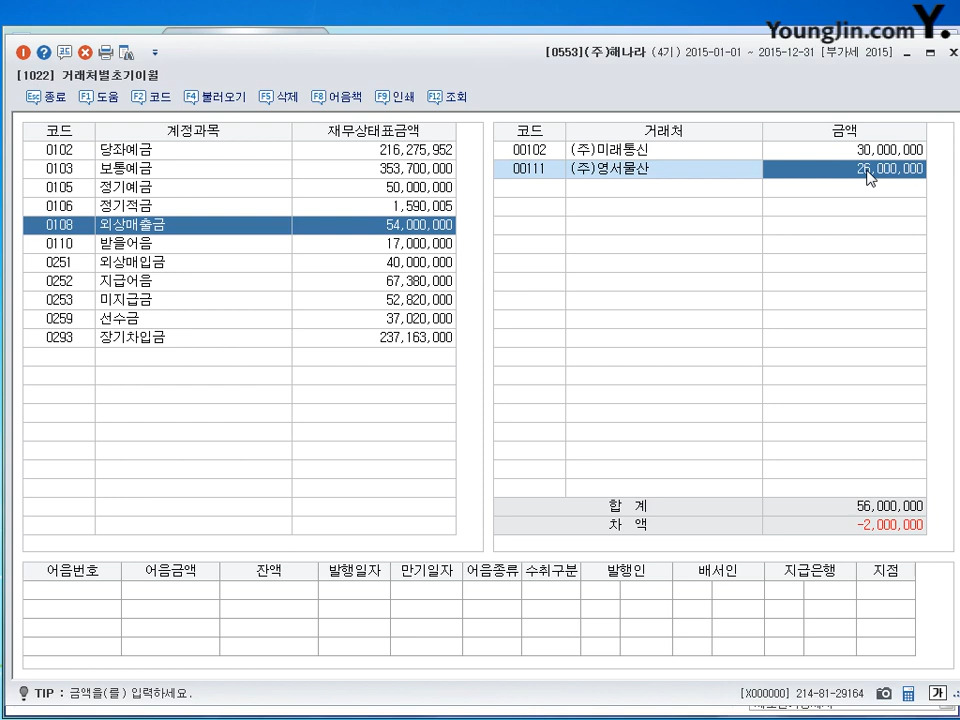 YoungJin.com Y.
[0553](주)해나라 (4기) 2015-01-01 ~ 2015-12-31 [부가세 2015]
[1022] 거래처별초기이월
Esc 종료 F1 도움 F2 코드 F4 불러오기 F5 삭제 F8 어음책 F9 인쇄 F12 조회
코드 계정과목 재무상태표금액
0102 당좌예금 216,275,952
0103 보통예금 353,700,000
0105 정기예금 50,000,000
0106 정기적금 1,590,005
0108 외상매출금 54,000,000
0110 받을어음 17,000,000
0251 외상매입금 40,000,000
0252 지급어음 67,380,000
0253 미지급금 52,820,000
0259 선수금 37,020,000
0293 장기차입금 237,163,000
코드 거래처 금액
00102 (주)미래통신 30,000,000
00111 (주)영서물산 26,000,000
합 계 56,000,000
차 액 -2,000,000
어음번호 어음금액 잔액 발행일자 만기일자 어음종류 수취구분 발행인 배서인 지급은행 지점
TIP : 금액을(를) 입력하세요.
[X000000] 214-81-29164 가